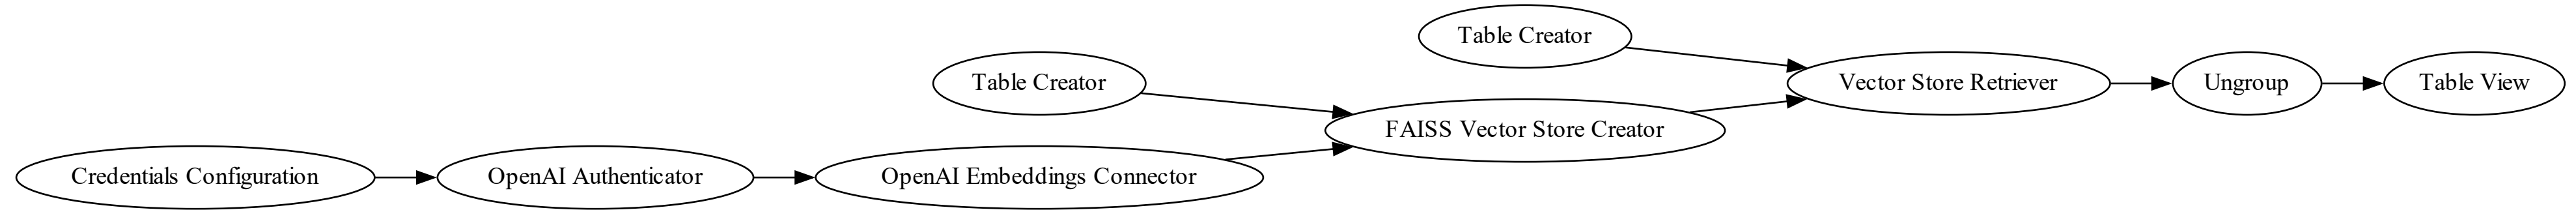 Table Creator
Table Creator
Vector Store Retriever
Ungroup
Table View
FAISS Vector Store Creator
Credentials Configuration
OpenAI Authenticator
OpenAI Embeddings Connector